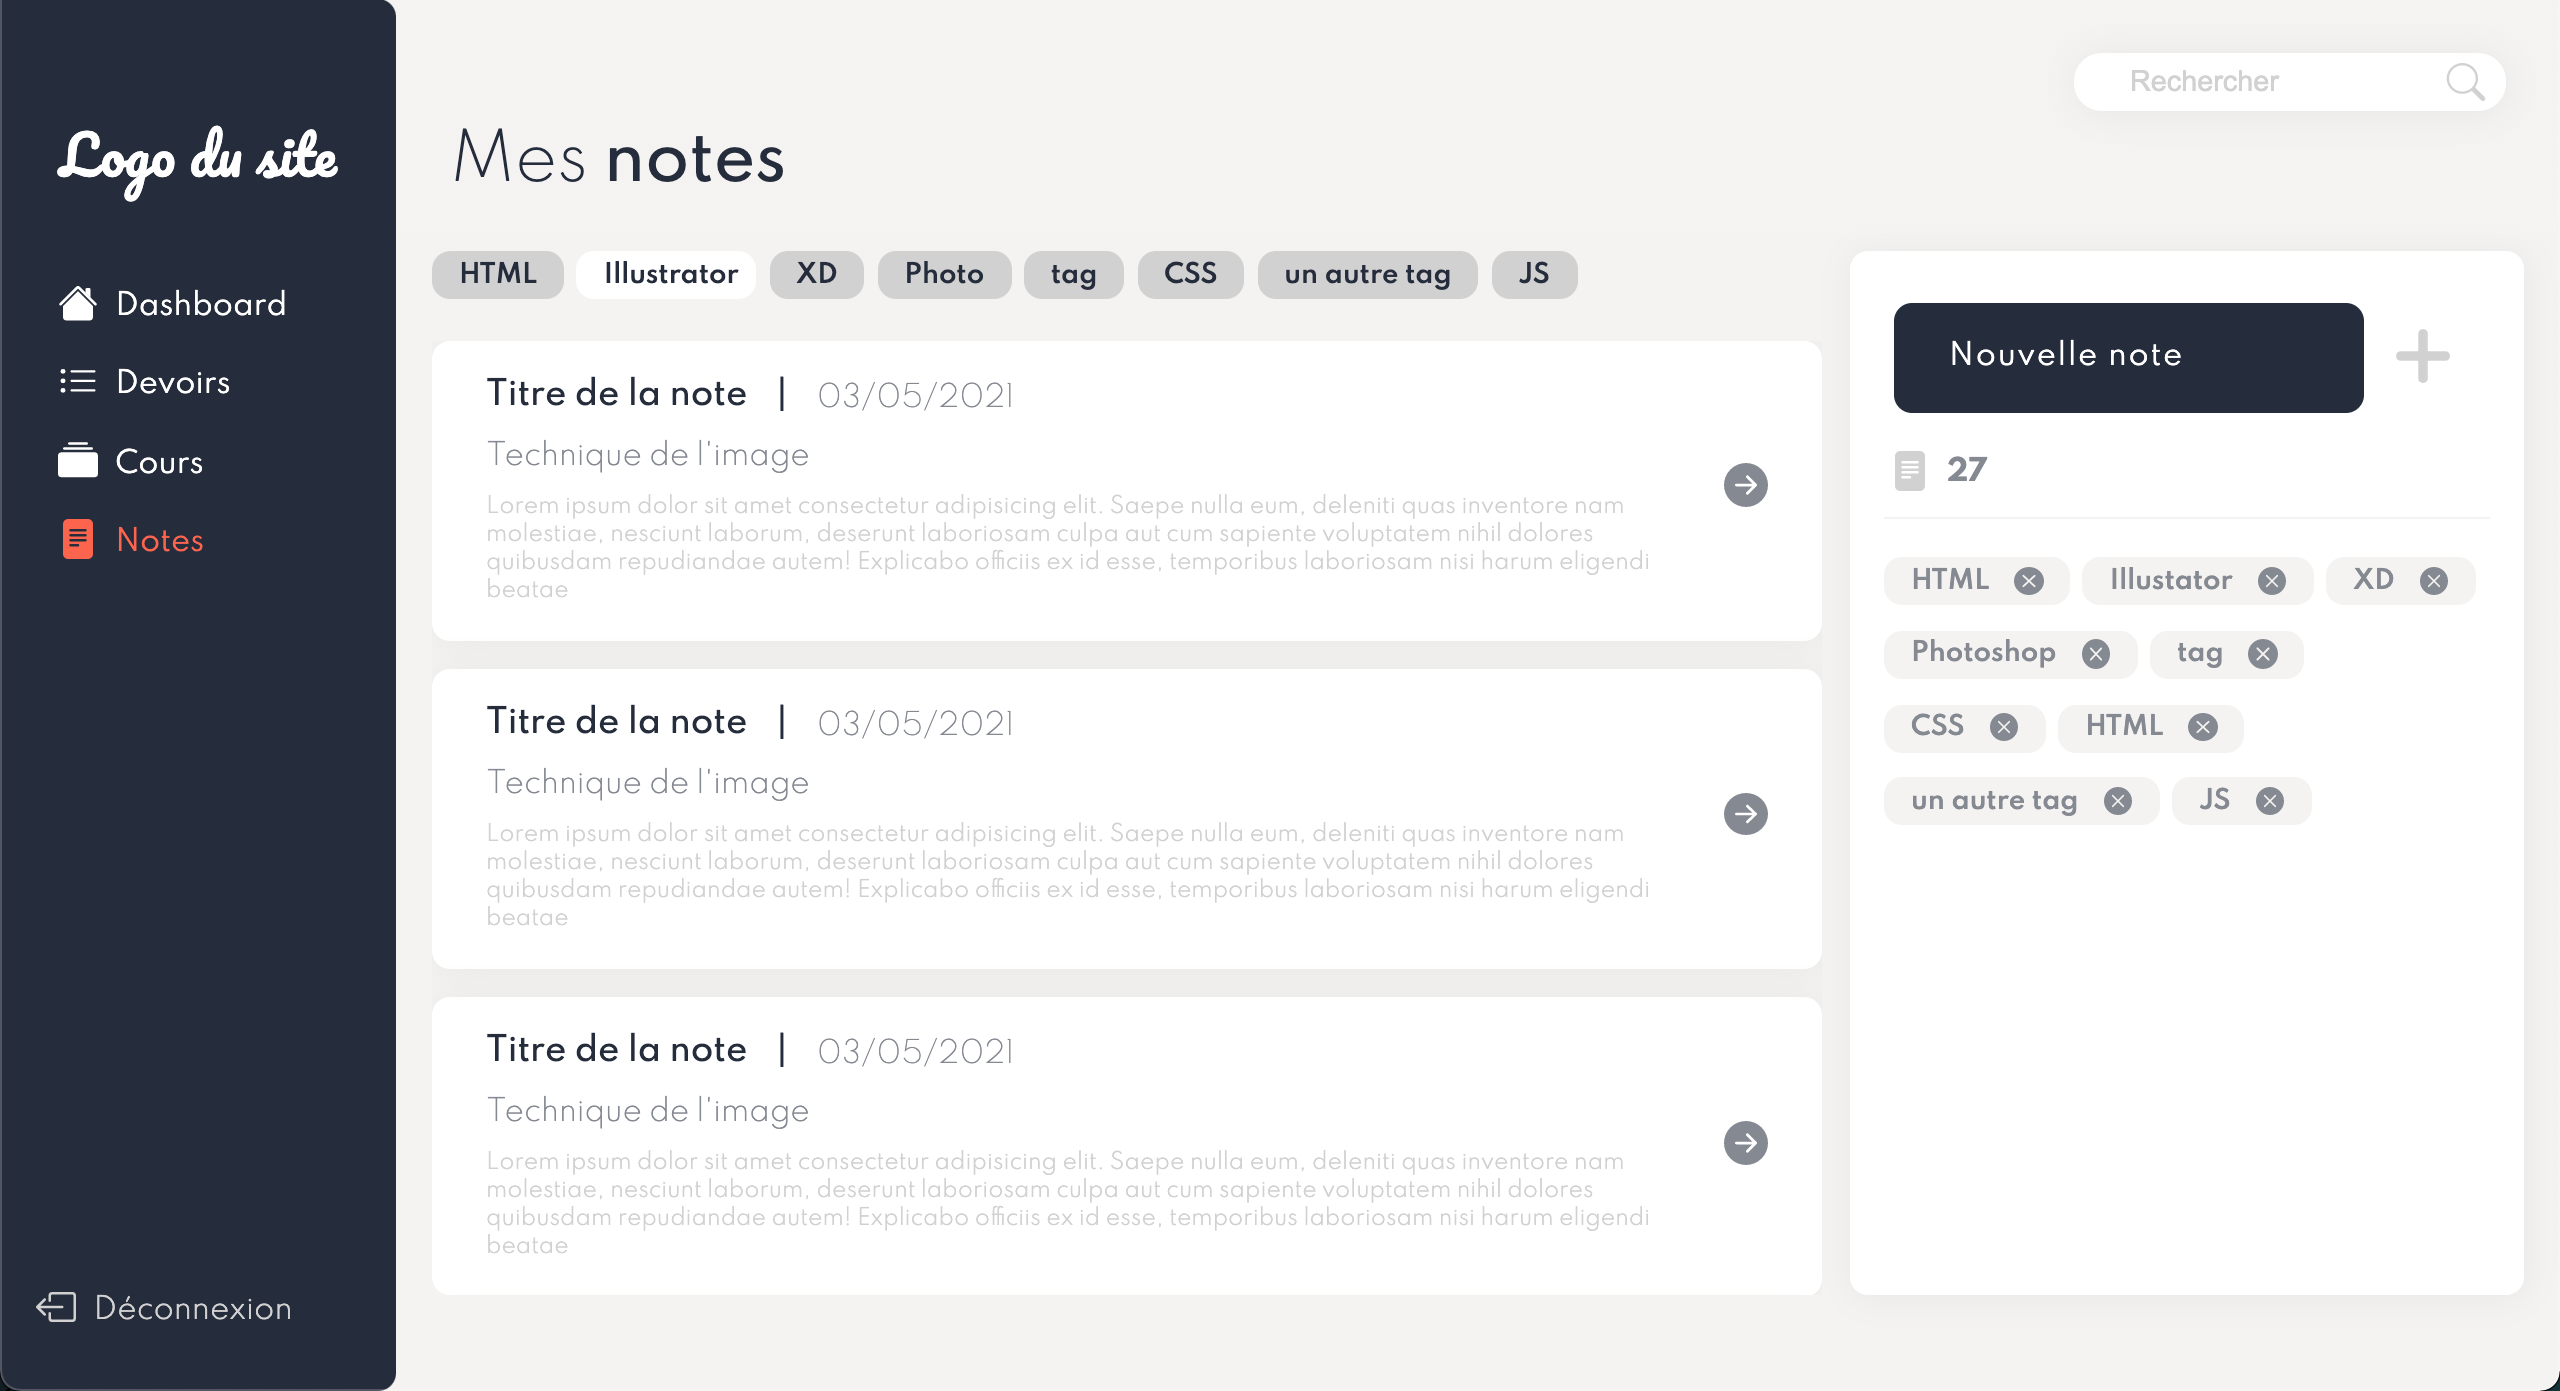 Logo du site
Dashboard
Devoirs
Cours
Notes
Déconnexion
Rechercher
Mes notes
HTML Illustrator XD Photo tag CSS un autre tag JS
Titre de la note | 03/05/2021
Technique de l'image
Lorem ipsum dolor sit amet consectetur adipisicing elit. Saepe nulla eum, deleniti quas inventore nam
molestiae, nesciunt laborum, deserunt laboriosam culpa aut cum sapiente voluptatem nihil dolores
quibusdam repudiandae autem! Explicabo officiis ex id esse, temporibus laboriosam nisi harum eligendi
beatae
Titre de la note | 03/05/2021
Technique de l'image
Lorem ipsum dolor sit amet consectetur adipisicing elit. Saepe nulla eum, deleniti quas inventore nam
molestiae, nesciunt laborum, deserunt laboriosam culpa aut cum sapiente voluptatem nihil dolores
quibusdam repudiandae autem! Explicabo officiis ex id esse, temporibus laboriosam nisi harum eligendi
beatae
Titre de la note | 03/05/2021
Technique de l'image
Lorem ipsum dolor sit amet consectetur adipisicing elit. Saepe nulla eum, deleniti quas inventore nam
molestiae, nesciunt laborum, deserunt laboriosam culpa aut cum sapiente voluptatem nihil dolores
quibusdam repudiandae autem! Explicabo officiis ex id esse, temporibus laboriosam nisi harum eligendi
beatae
Nouvelle note
27
HTML Illustator XD
Photoshop tag
CSS HTML
un autre tag JS